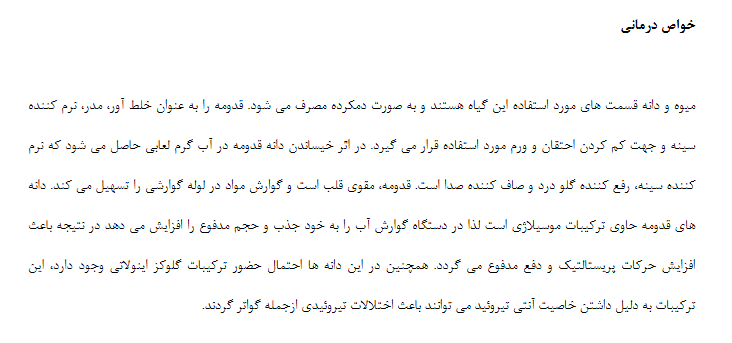 خواص درمانی
میوه و دانه قسمت های مورد استفاده این گیاه هستند و به صورت دمکرده مصرف می شود. قدومه را به عنوان خلط آور، مدر، نرم کننده
سینه و جهت کم کردن احتقان و ورم مورد استفاده قرار می گیرد. در اثر خیساندن دانه قدومه در آب گرم لعابی حاصل می شود که نرم
کننده سینه، رفع کننده گلو درد و صاف کننده صدا است. قدومه، مقوی قلب است و گوارش مواد در لوله گوارشی را تسهیل می کند. دانه
های قدومه حاوی ترکیبات موسیلاژی است لذا در دستگاه گوارش آب را به خود جذب و حجم مدفوع را افزایش می دهد در نتیجه باعث
افزایش حرکات پریستالتیک و دفع مدفوع می گردد. همچنین در این دانه ها احتمال حضور ترکیبات گلوکز اینولاتی وجود دارد، این
ترکیبات به دلیل داشتن خاصیت آنتی تیروئید می توانند باعث اختلالات تیروئیدی ازجمله گواتر گردند.